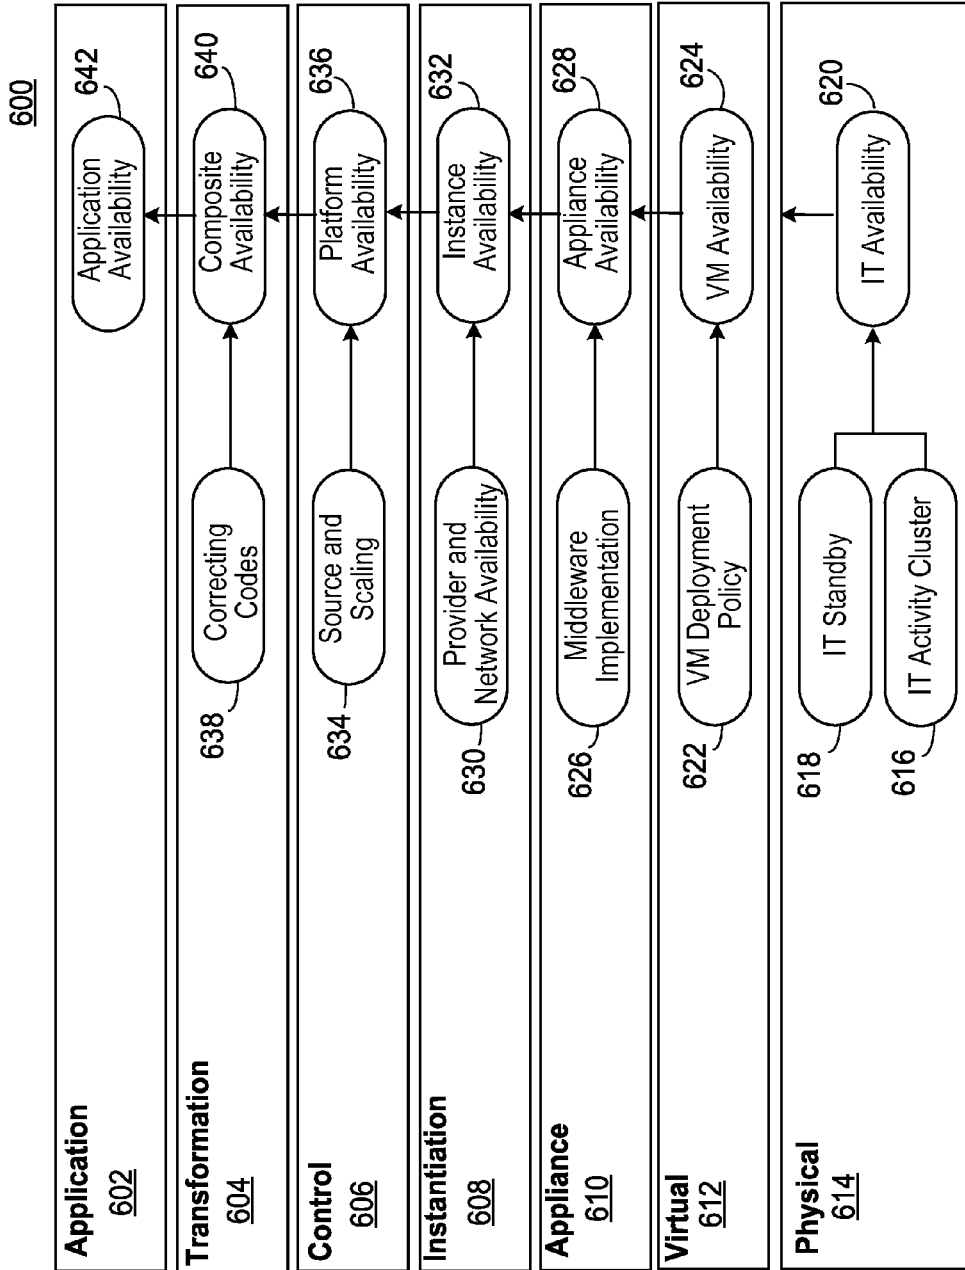 600
Application
602
Application
Availability
642
Transformation
604
Correcting
Codes
638
Composite
Availability
640
Control
606
Source and
Scaling
634
Platform
Availability
636
Instantiation
608
Provider and
Network Availability
630
Instance
Availability
632
Appliance
610
Middleware
Implementation
626
Appliance
Availability
628
Virtual
612
VM Deployment
Policy
622
VM Availability
624
Physical
614
IT Standby
618
IT Activity Cluster
616
IT Availability
620